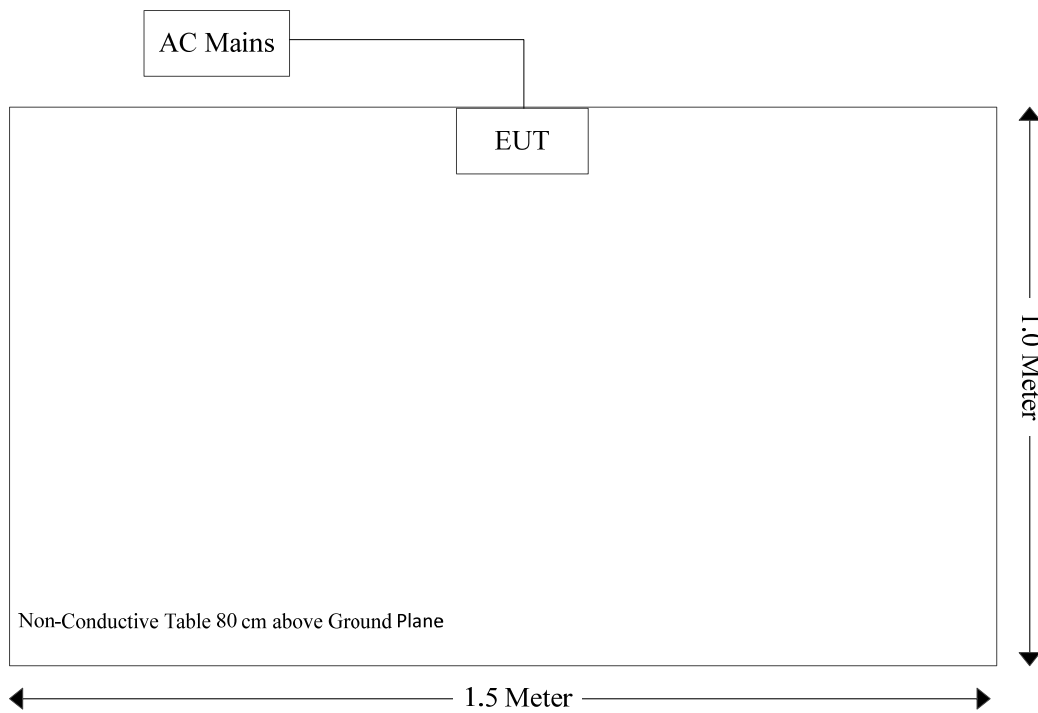 AC Mains
EUT
1.0 Meter
Non-Conductive Table 80 cm above Ground Plane
1.5 Meter